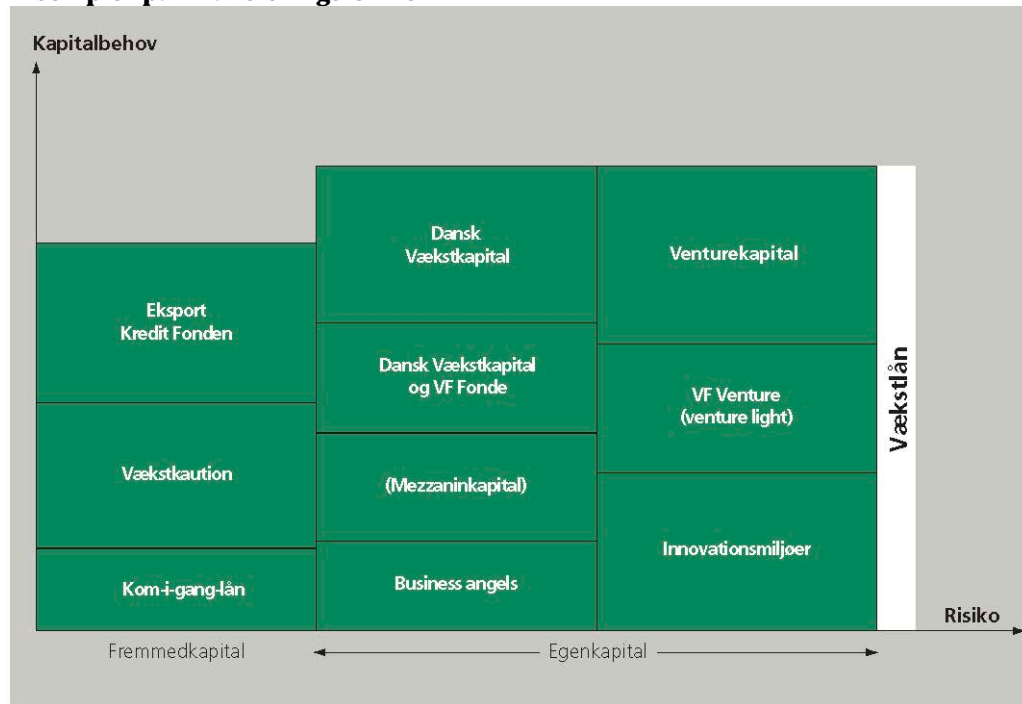 Kapitalbehov
Dansk
Vækstkapital
Venturekapital
Eksport
Kredit Fonden
Dansk Vækstkapital
og VF Fonde
VF Venture
(venture light)
Vækstlån
Vækstkaution
(Mezzaninkapital)
Innovationsmiljøer
Kom-i-gang-lån
Business angels
Risiko
Fremmedkapital
Egenkapital